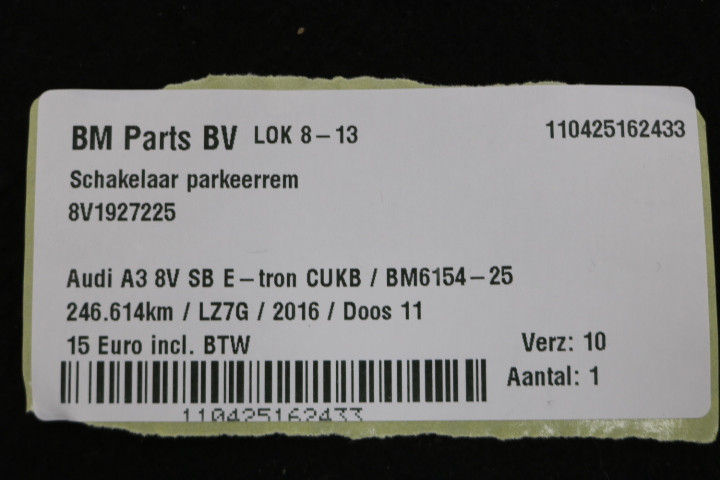 BM Parts BV LOK 8-13 110425162433
Schakelaar parkeerrem
8V1927225
Audi A3 8V SB E-tron CUKB / BM6154-25
246.614km / LZ7G / 2016 / Doos 11
15 Euro incl. BTW Verz: 10
Aantal: 1
110425162433